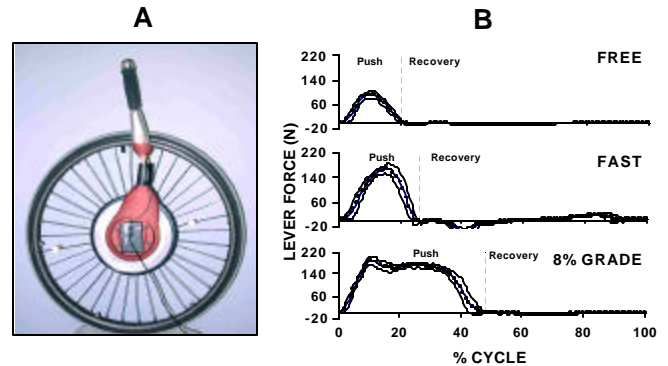 A
B
LEVER FORCE (N)
220
140
60
-20
Push Recovery
FREE
220
140
60
-20
Push Recovery
FAST
220
140
60
-20
Push Recovery
8% GRADE
0 20 40 60 80 100
% CYCLE